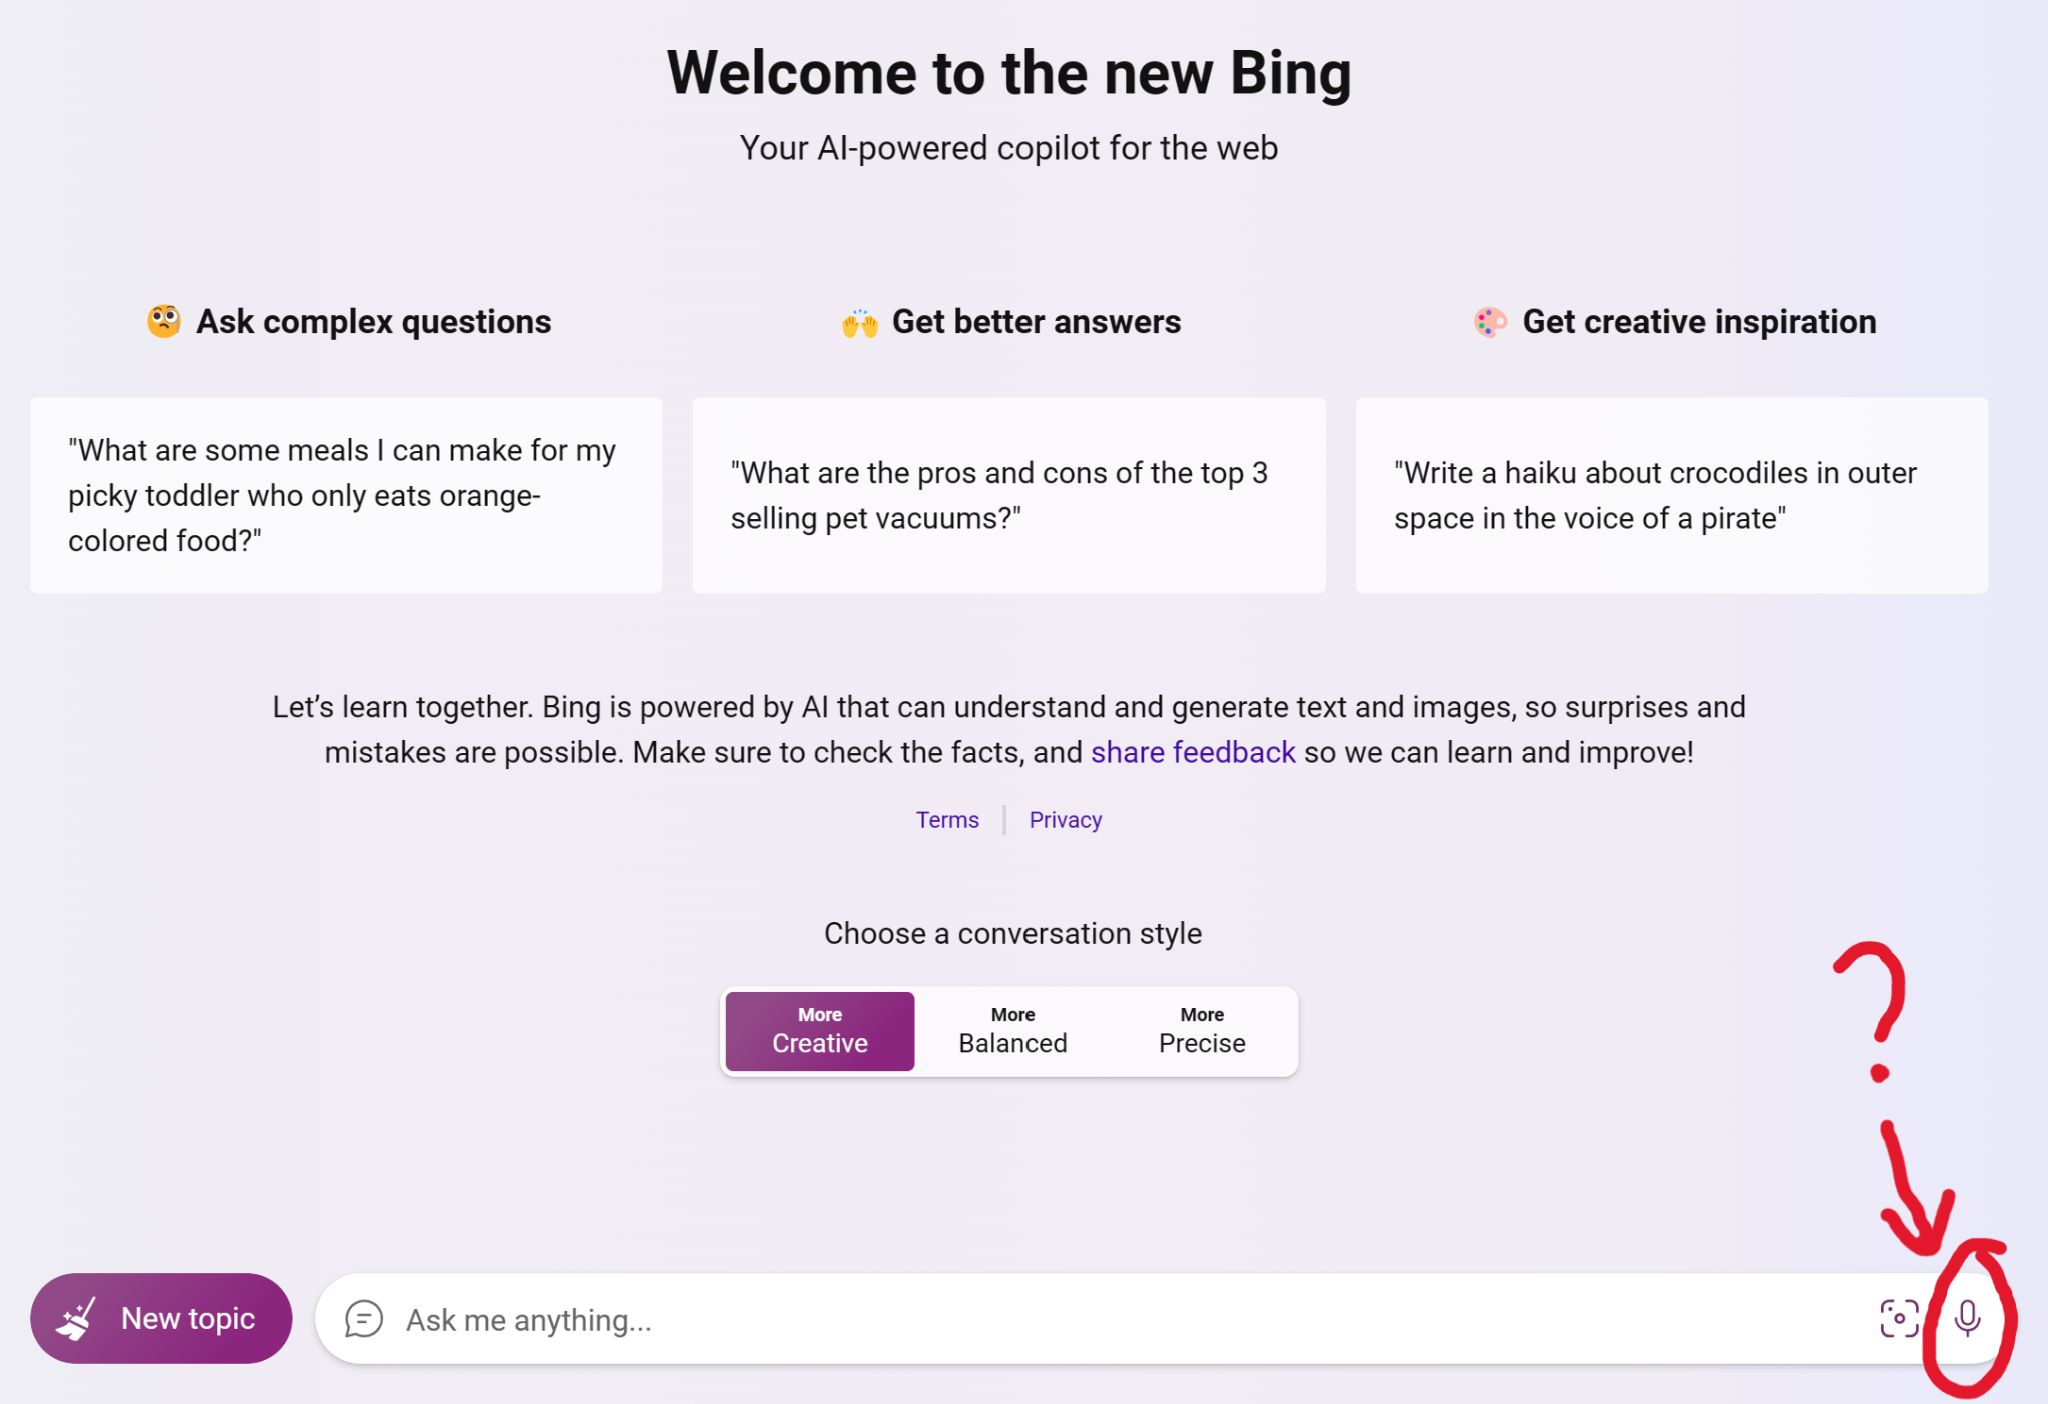 Welcome to the new Bing
Your AI-powered copilot for the web
🧐 Ask complex questions
🙌 Get better answers
🎨 Get creative inspiration
"What are some meals I can make for my
picky toddler who only eats orange-
colored food?"
"What are the pros and cons of the top 3
selling pet vacuums?"
"Write a haiku about crocodiles in outer
space in the voice of a pirate"
Let’s learn together. Bing is powered by AI that can understand and generate text and images, so surprises and
mistakes are possible. Make sure to check the facts, and share feedback so we can learn and improve!
Terms | Privacy
Choose a conversation style
More
Creative
More
Balanced
More
Precise
?
New topic
Ask me anything...